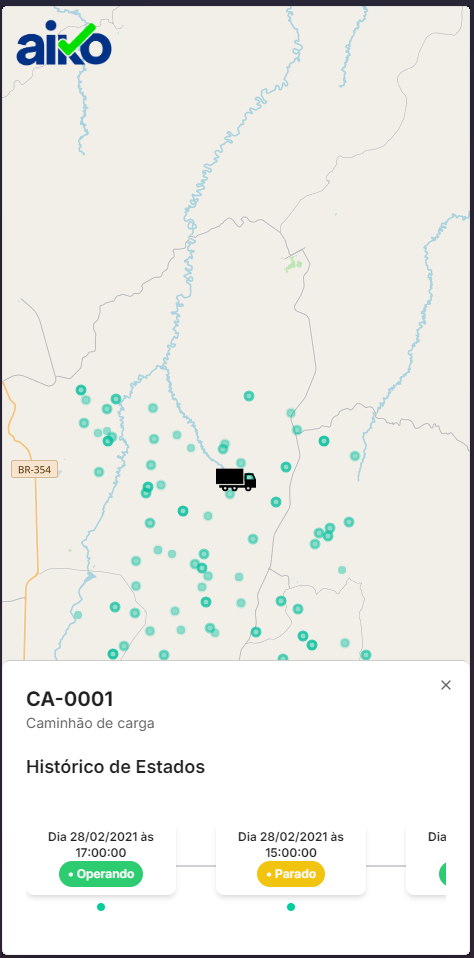 aiko
BR-354
CA-0001
Caminhão de carga
Histórico de Estados
Dia 28/02/2021 às
17:00:00
• Operando
Dia 28/02/2021 às
15:00:00
• Parado
Dia